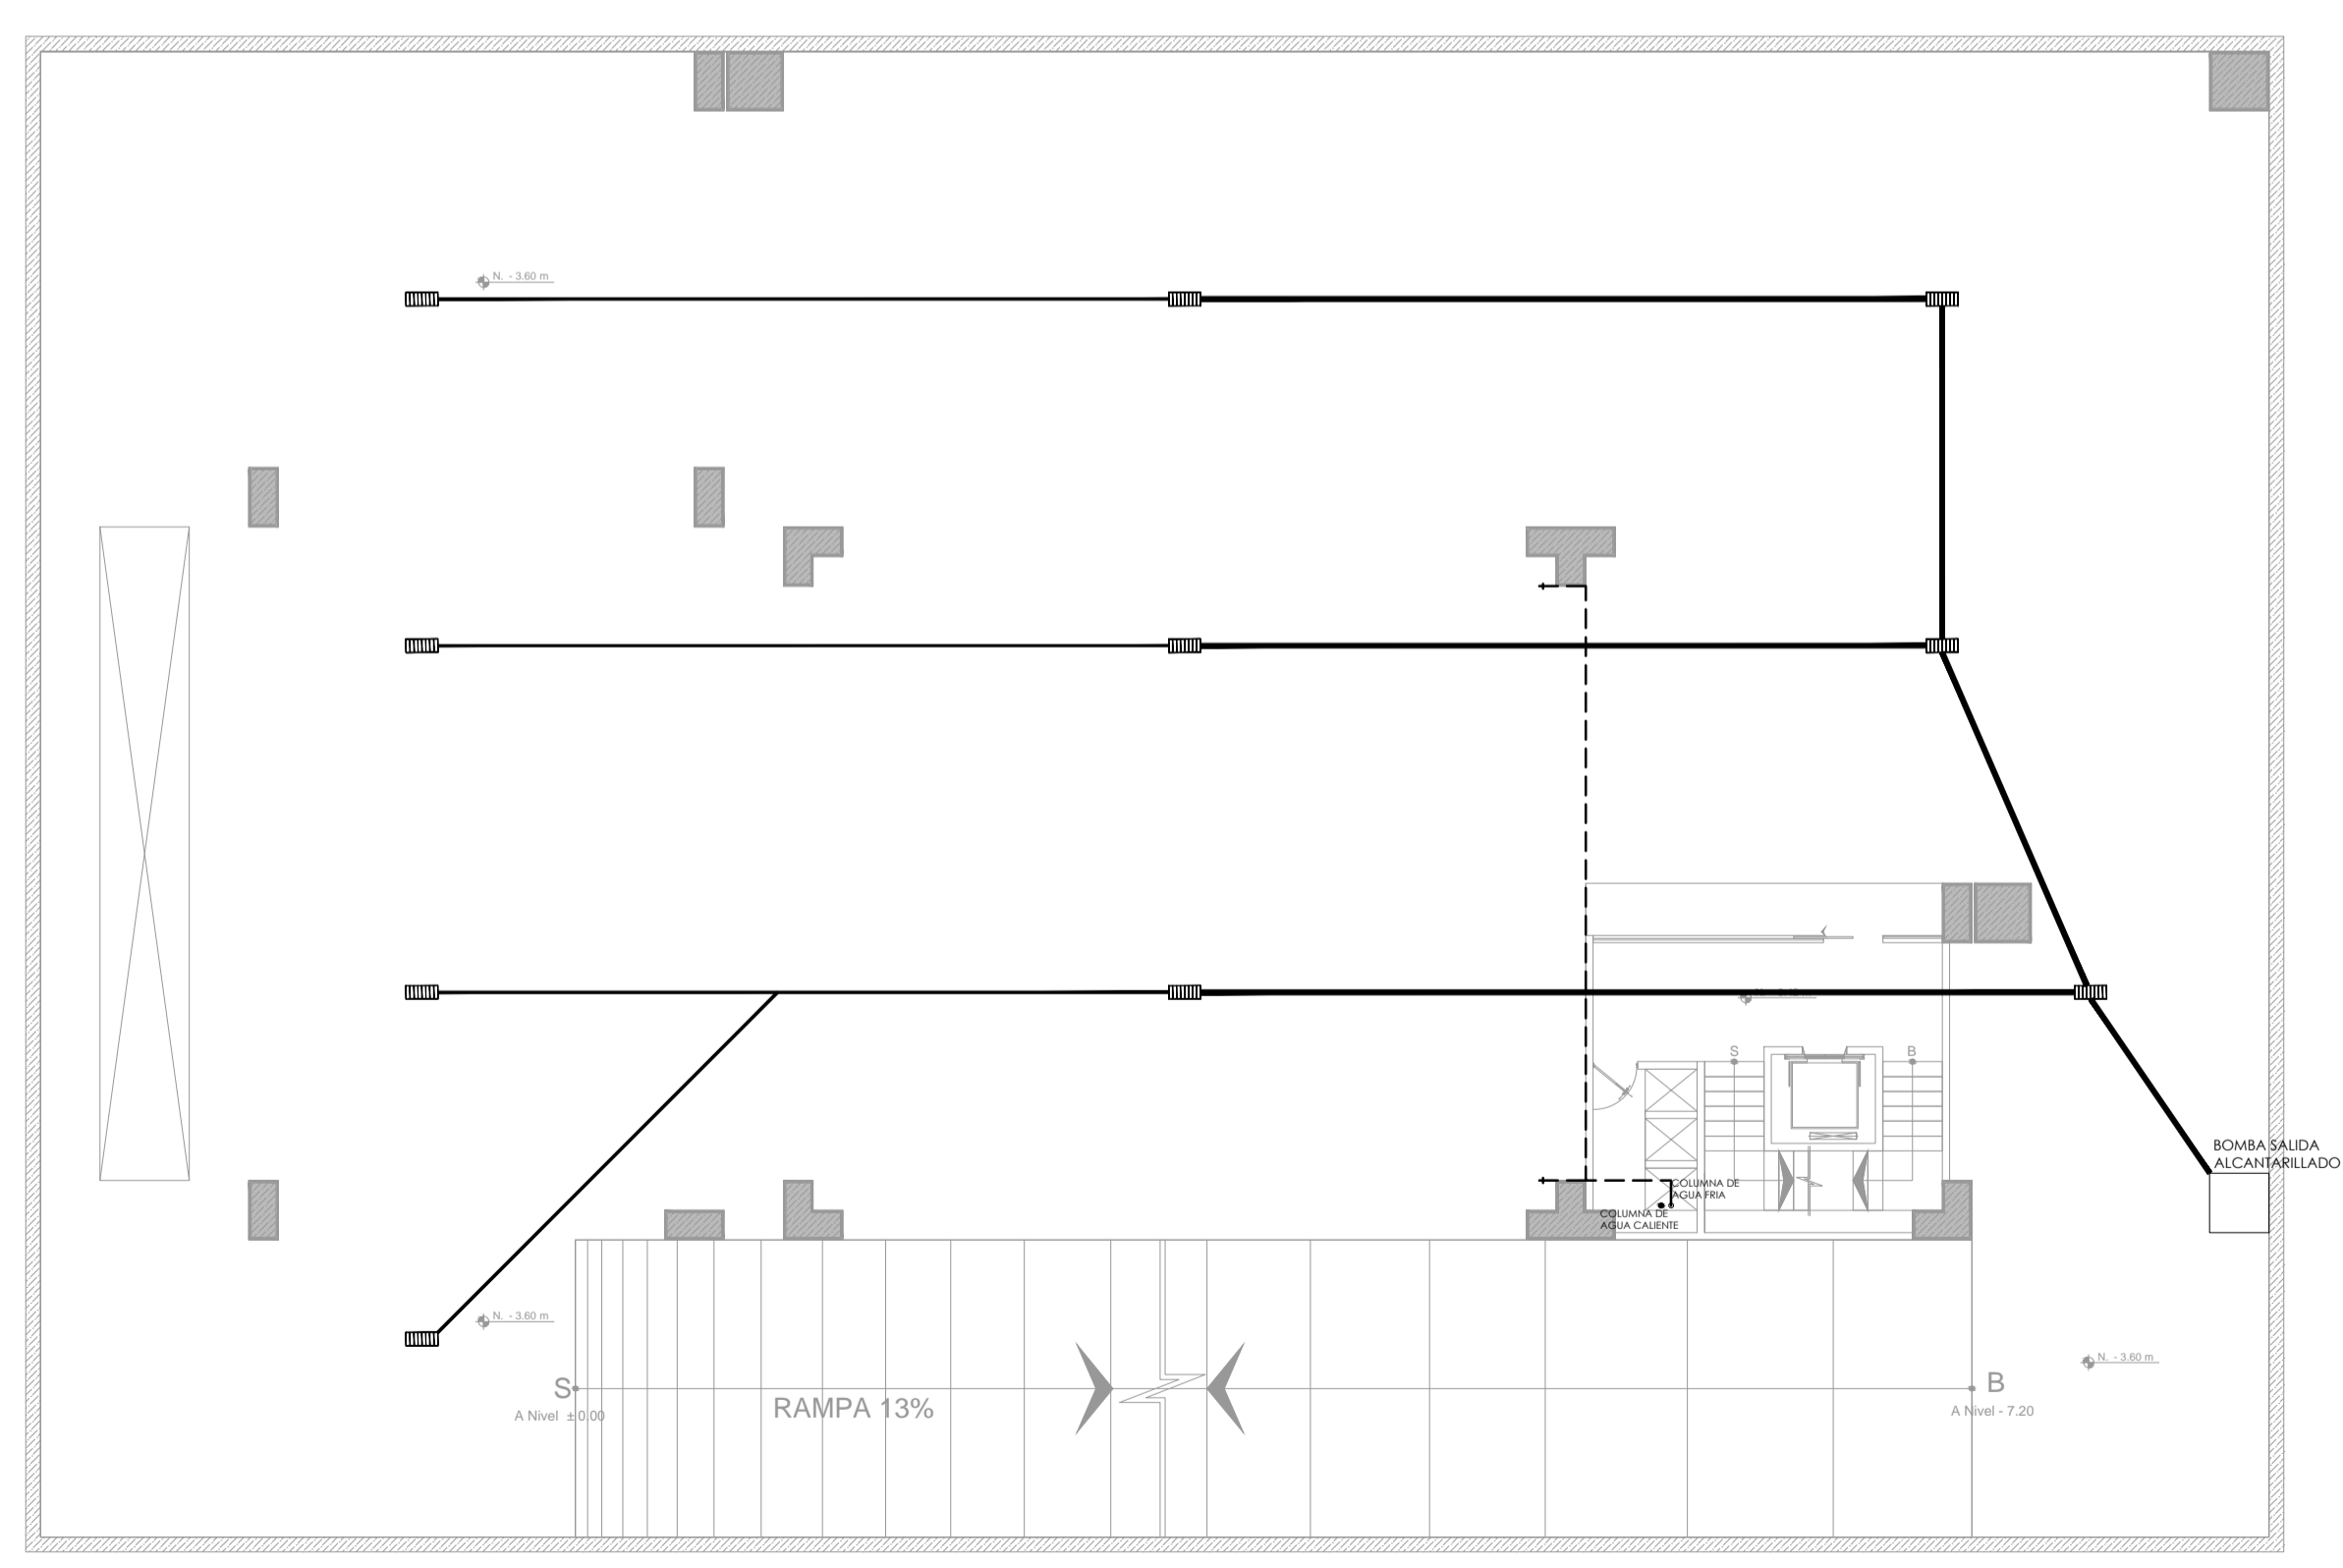 N. - 3.60 m
S
B
BOMBA SALIDA
ALCANTARILLADO
COLUMNA DE
AGUA FRIA
COLUMNA DE
AGUA CALIENTE
N. - 3.60 m
N. - 3.60 m
S
RAMPA 13%
B
A Nivel ± 0.00
A Nivel - 7.20